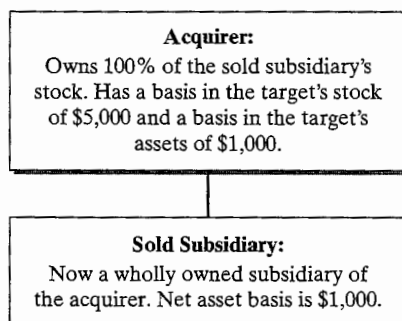 Acquirer:
Owns 100% of the sold subsidiary's
stock. Has a basis in the target's stock
of $5,000 and a basis in the target's
assets of $1,000.
Sold Subsidiary:
Now a wholly owned subsidiary of
the acquirer. Net asset basis is $1,000.